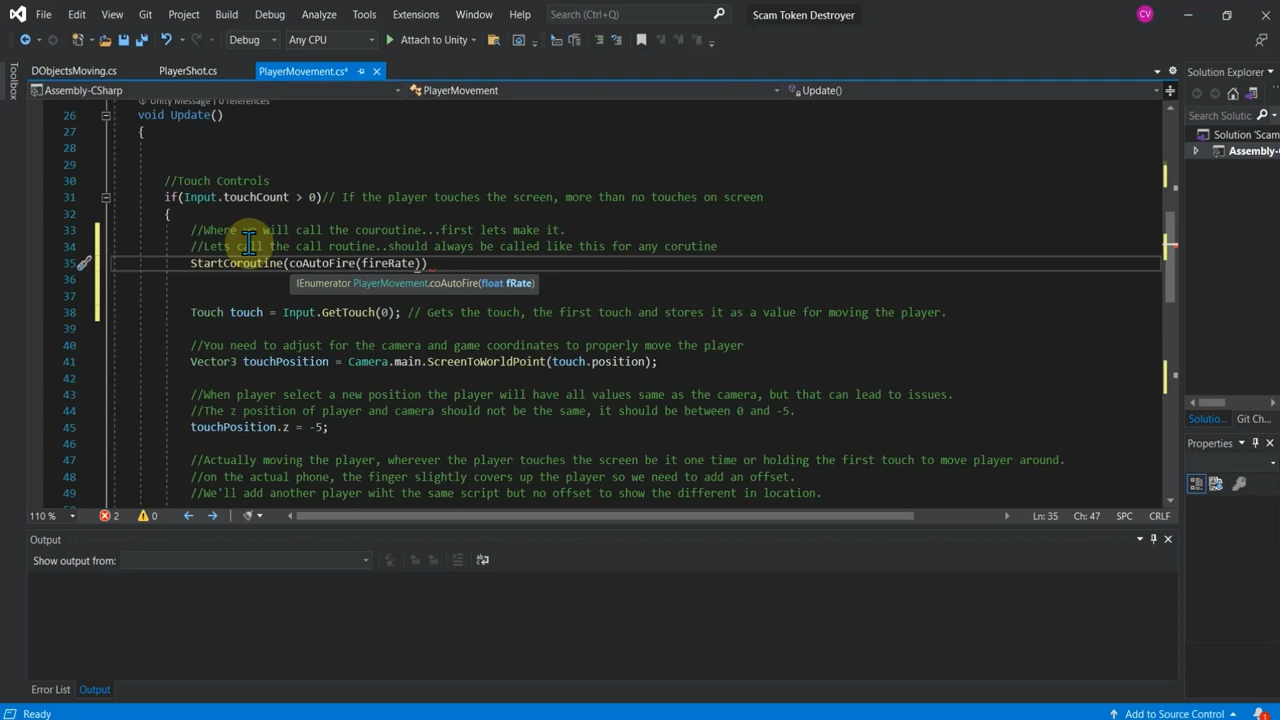 File Edit View Git Project Build Debug Analyze Tools Extensions Window Help Search (Ctrl+Q) Scam Token Destroyer CV
Debug Any CPU Attach to Unity
DObjectsMoving.cs PlayerShot.cs PlayerMovement.cs*
Assembly-CSharp PlayerMovement Update()
Toolbox
Solution Explorer
Search Solutic
Solution 'Scam
Assembly-C
Unity Message | 0 references
26 void Update()
27 {
28
29
30 //Touch Controls
31 if(Input.touchCount > 0)// If the player touches the screen, more than no touches on screen
32 {
33 //Where will call the couroutine...first lets make it.
34 //Lets call the call routine..should always be called like this for any corutine
35 StartCoroutine(coAutoFire(fireRate))
36 IEnumerator PlayerMovement.coAutoFire(float fRate)
37
38 Touch touch = Input.GetTouch(0); // Gets the touch, the first touch and stores it as a value for moving the player.
39
40 //You need to adjust for the camera and game coordinates to properly move the player
41 Vector3 touchPosition = Camera.main.ScreenToWorldPoint(touch.position);
42
43 //When player select a new position the player will have all values same as the camera, but that can lead to issues.
44 //The z position of player and camera should not be the same, it should be between 0 and -5.
45 touchPosition.z = -5;
46
47 //Actually moving the player, wherever the player touches the screen be it one time or holding the first touch to move player around.
48 //on the actual phone, the finger slightly covers up the player so we need to add an offset.
49 //We'll add another player wiht the same script but no offset to show the different in location.
Solutio... Git Ch...
Properties
110 % 2 0 Ln: 35 Ch: 47 SPC CRLF
Output
Show output from:
Error List Output
Ready Add to Source Control 1